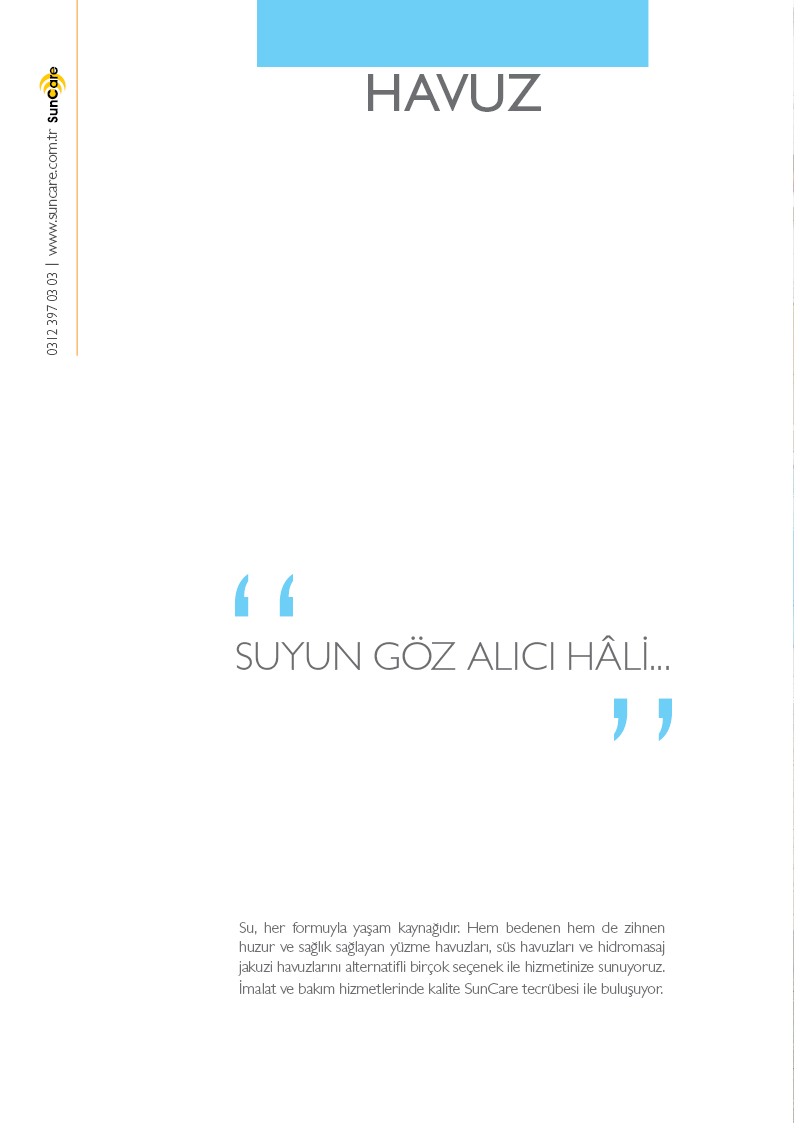 HAVUZ
0312 397 03 03 | www.suncare.com.tr SunCare
‘‘
SUYUN GÖZ ALICI HÂLİ...
’’
Su, her formuyla yaşam kaynağıdır. Hem bedenen hem de zihnen
huzur ve sağlık sağlayan yüzme havuzları, süs havuzları ve hidromasaj
jakuzi havuzlarını alternatifli birçok seçenek ile hizmetinize sunuyoruz.
İmalat ve bakım hizmetlerinde kalite SunCare tecrübesi ile buluşuyor.